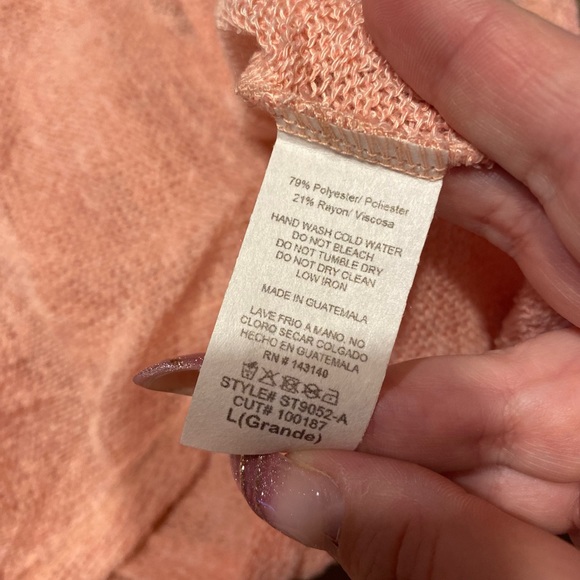 79% Polyester/ Poliester
21% Rayon/ Viscosa
HAND WASH COLD WATER
DO NOT BLEACH
DO NOT TUMBLE DRY
DO NOT DRY CLEAN
LOW IRON
MADE IN GUATEMALA
LAVE FRIO A MANO. NO
CLORO SECAR COLGADO
HECHO EN GUATEMALA
RN # 143140
STYLE# ST9052-A
CUT# 100187
L(Grande)